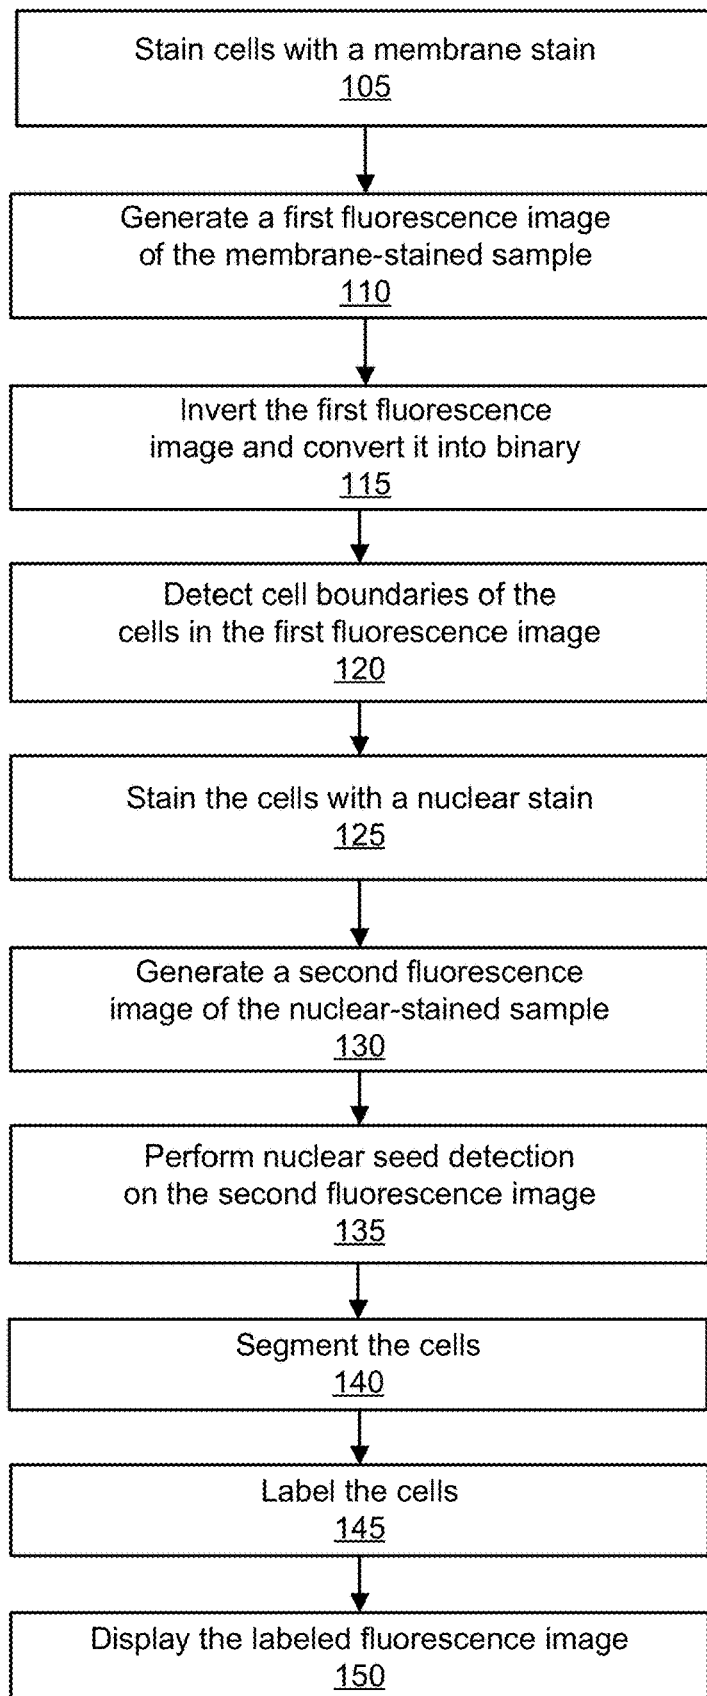 Stain cells with a membrane stain
105
Generate a first fluorescence image
of the membrane-stained sample
110
Invert the first fluorescence
image and convert it into binary
115
Detect cell boundaries of the
cells in the first fluorescence image
120
Stain the cells with a nuclear stain
125
Generate a second fluorescence
image of the nuclear-stained sample
130
Perform nuclear seed detection
on the second fluorescence image
135
Segment the cells
140
Label the cells
145
Display the labeled fluorescence image
150